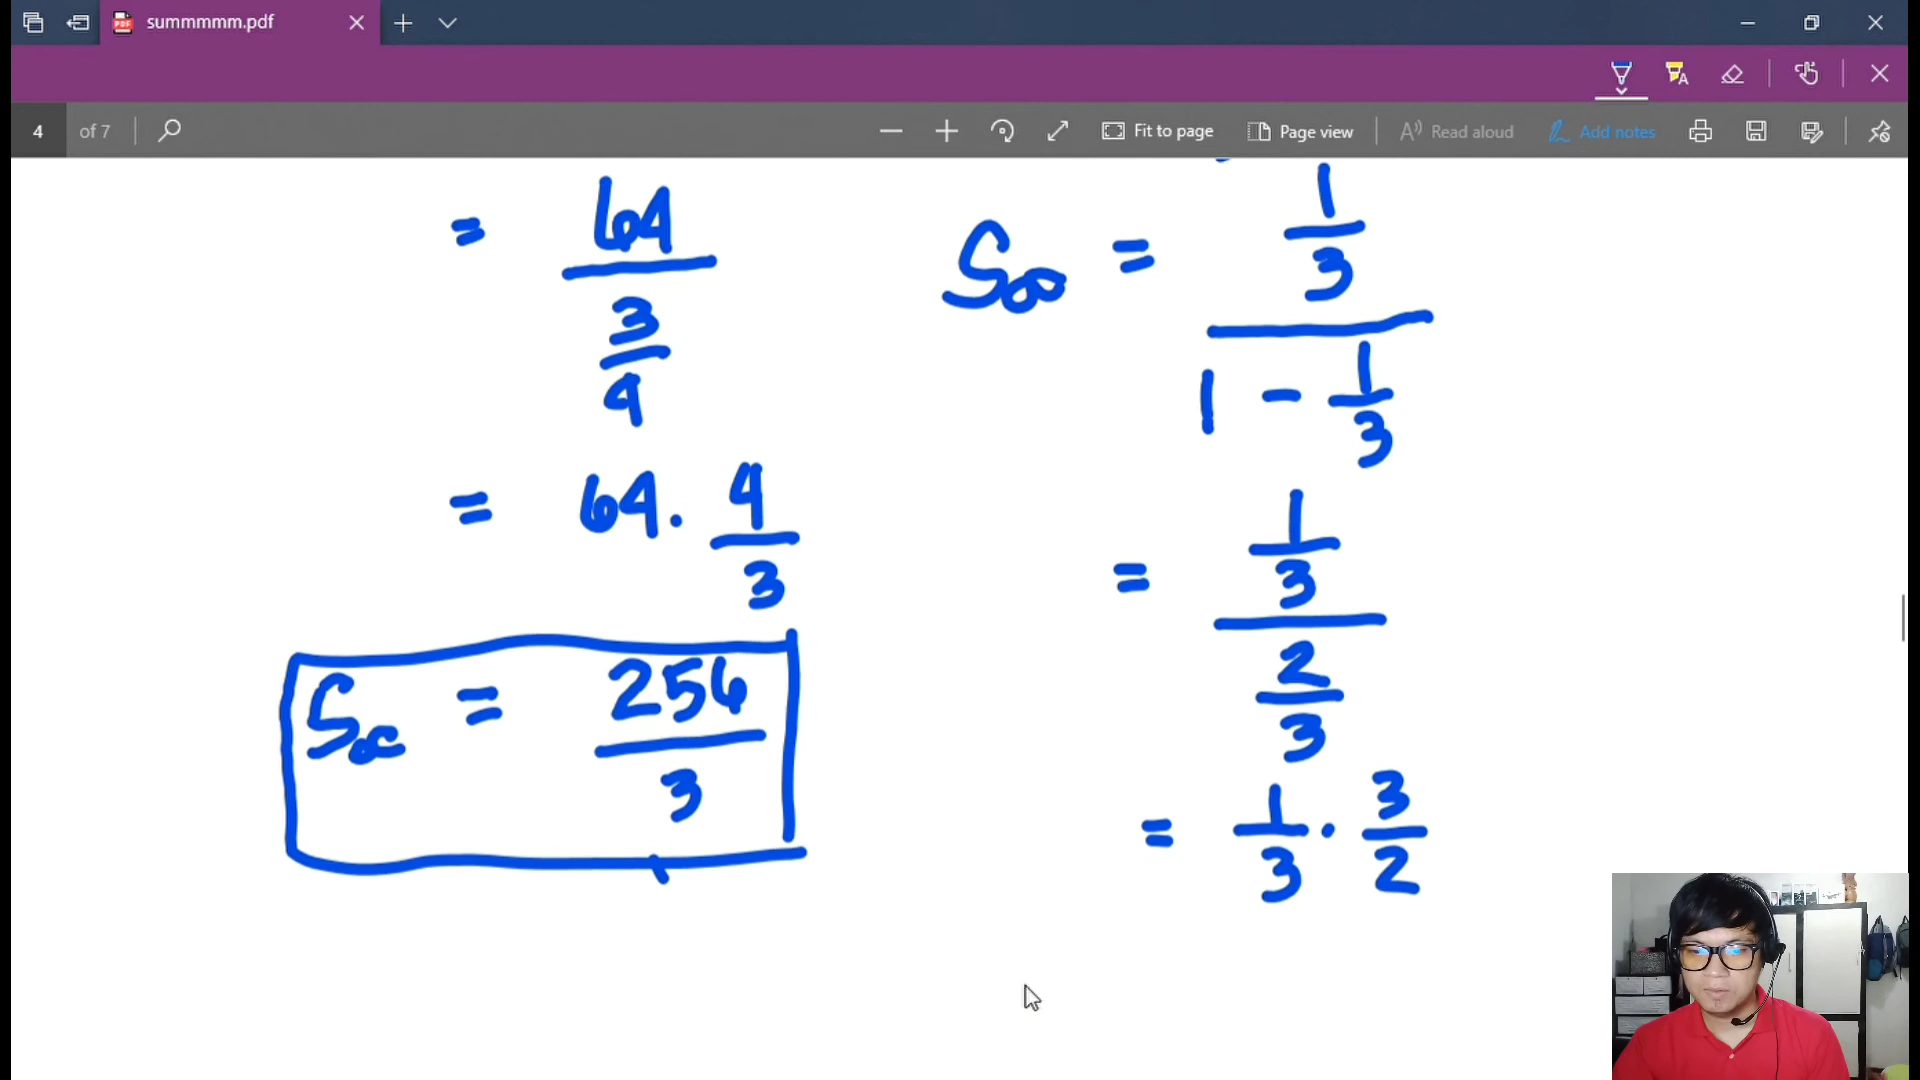 summmmm.pdf
4 of 7
Fit to page
Page view
Read aloud
Add notes
= 64 / (3/4)
= 64 · 4/3
S∞ = 256/3
S∞ = (1/3) / (1 - 1/3)
= (1/3) / (2/3)
= 1/3 · 3/2